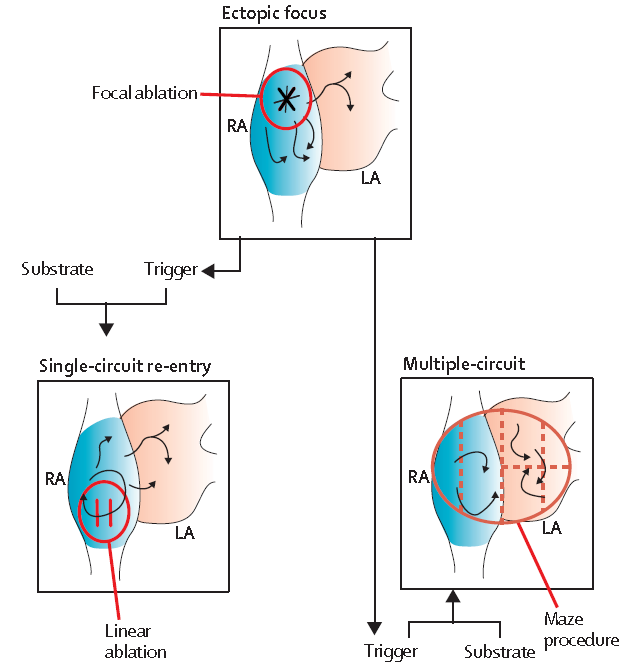 Ectopic focus
Focal ablation
RA
LA
Substrate
Trigger
Single-circuit re-entry
RA
LA
Linear
ablation
Multiple-circuit
RA
LA
Maze
procedure
Trigger
Substrate